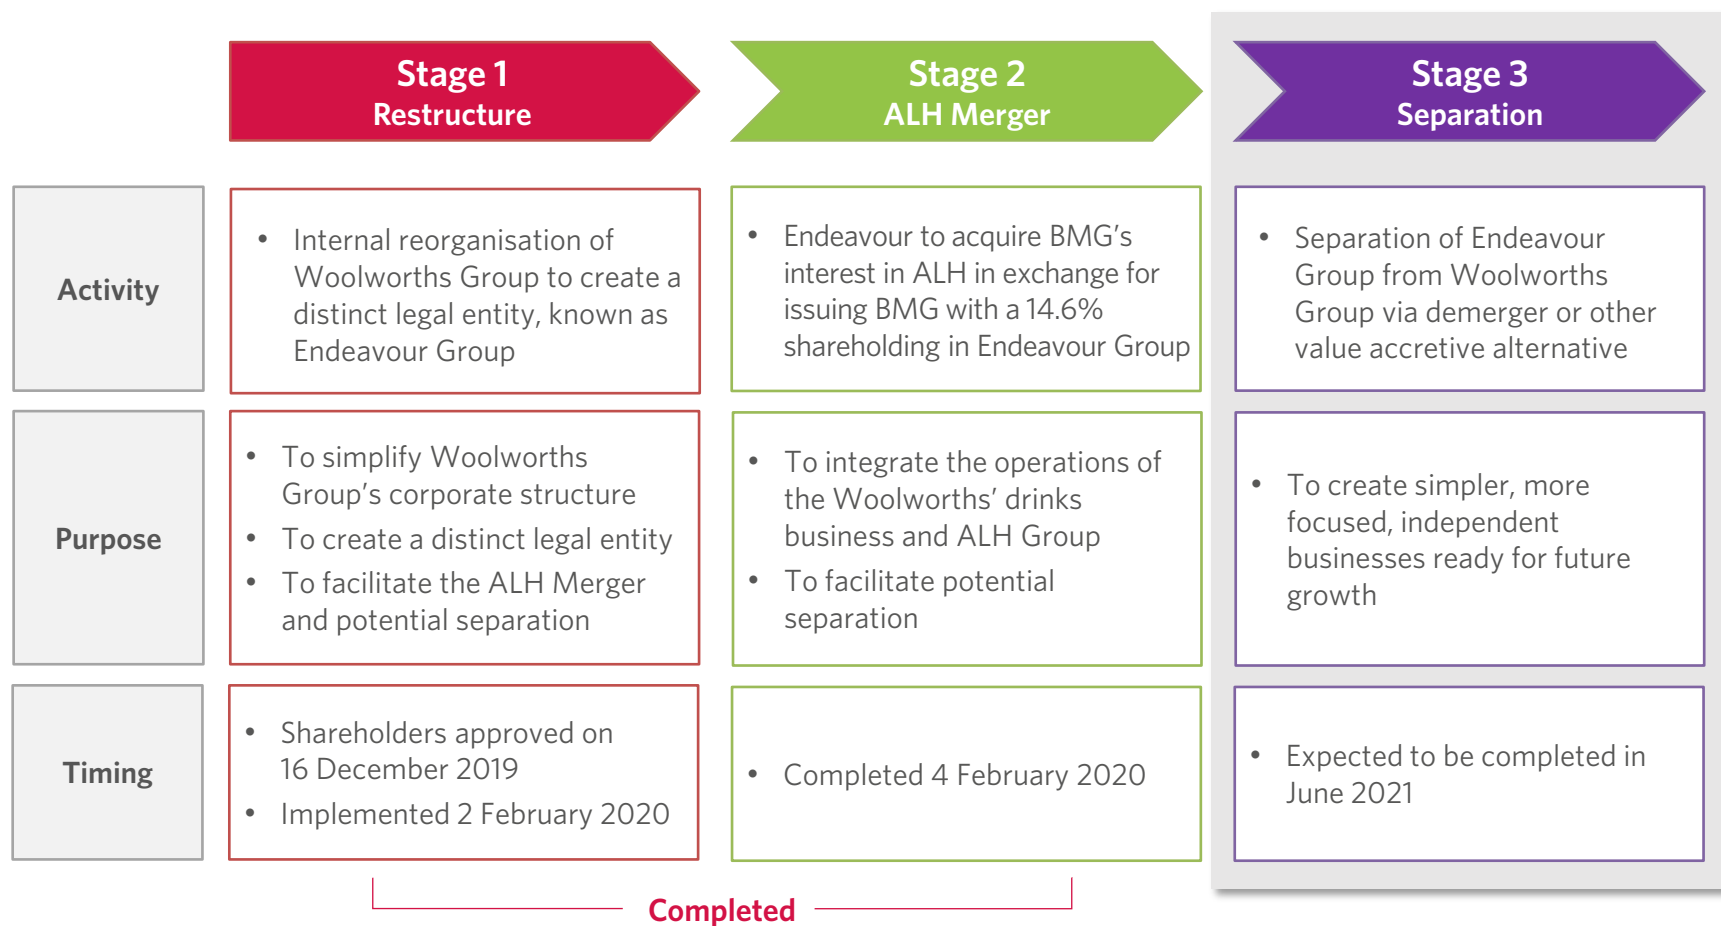 Stage 1
Restructure
Stage 2
ALH Merger
Stage 3
Separation
Activity
• Internal reorganisation of
Woolworths Group to create a
distinct legal entity, known as
Endeavour Group
• Endeavour to acquire BMG’s
interest in ALH in exchange for
issuing BMG with a 14.6%
shareholding in Endeavour Group
• Separation of Endeavour
Group from Woolworths
Group via demerger or other
value accretive alternative
Purpose
• To simplify Woolworths
Group’s corporate structure
• To create a distinct legal entity
• To facilitate the ALH Merger
and potential separation
• To integrate the operations of
the Woolworths’ drinks
business and ALH Group
• To facilitate potential
separation
• To create simpler, more
focused, independent
businesses ready for future
growth
Timing
• Shareholders approved on
16 December 2019
• Implemented 2 February 2020
• Completed 4 February 2020
• Expected to be completed in
June 2021
Completed